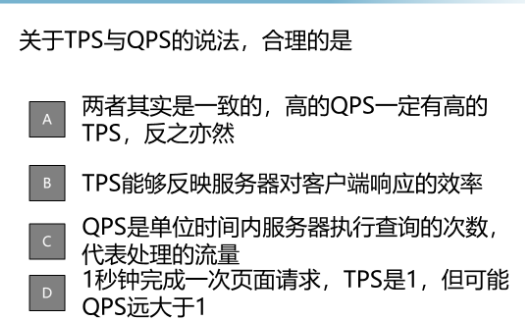 关于TPS与QPS的说法，合理的是
A
两者其实是一致的，高的QPS一定有高的
TPS，反之亦然
B
TPS能够反映服务器对客户端响应的效率
C
QPS是单位时间内服务器执行查询的次数，
代表处理的流量
D
1秒钟完成一次页面请求，TPS是1，但可能
QPS远大于1